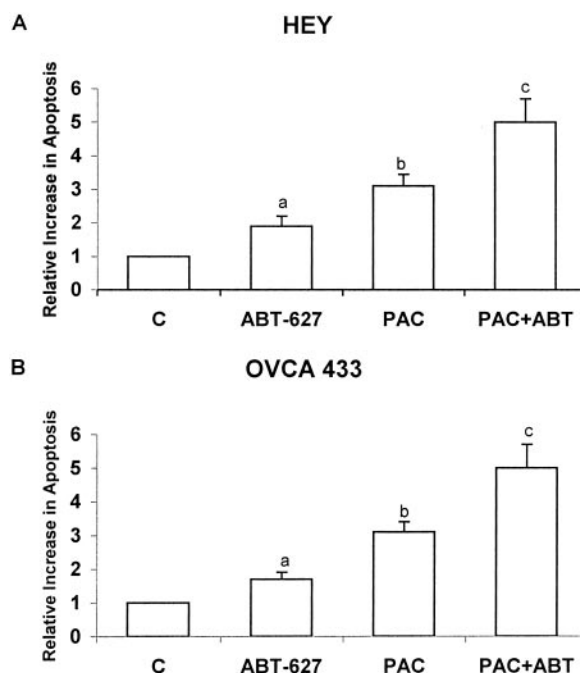 A
HEY
Relative Increase in Apoptosis
6
5
4
3
2
1
0
a
b
c
C
ABT-627
PAC
PAC+ABT
B
OVCA 433
Relative Increase in Apoptosis
6
5
4
3
2
1
0
a
b
c
C
ABT-627
PAC
PAC+ABT